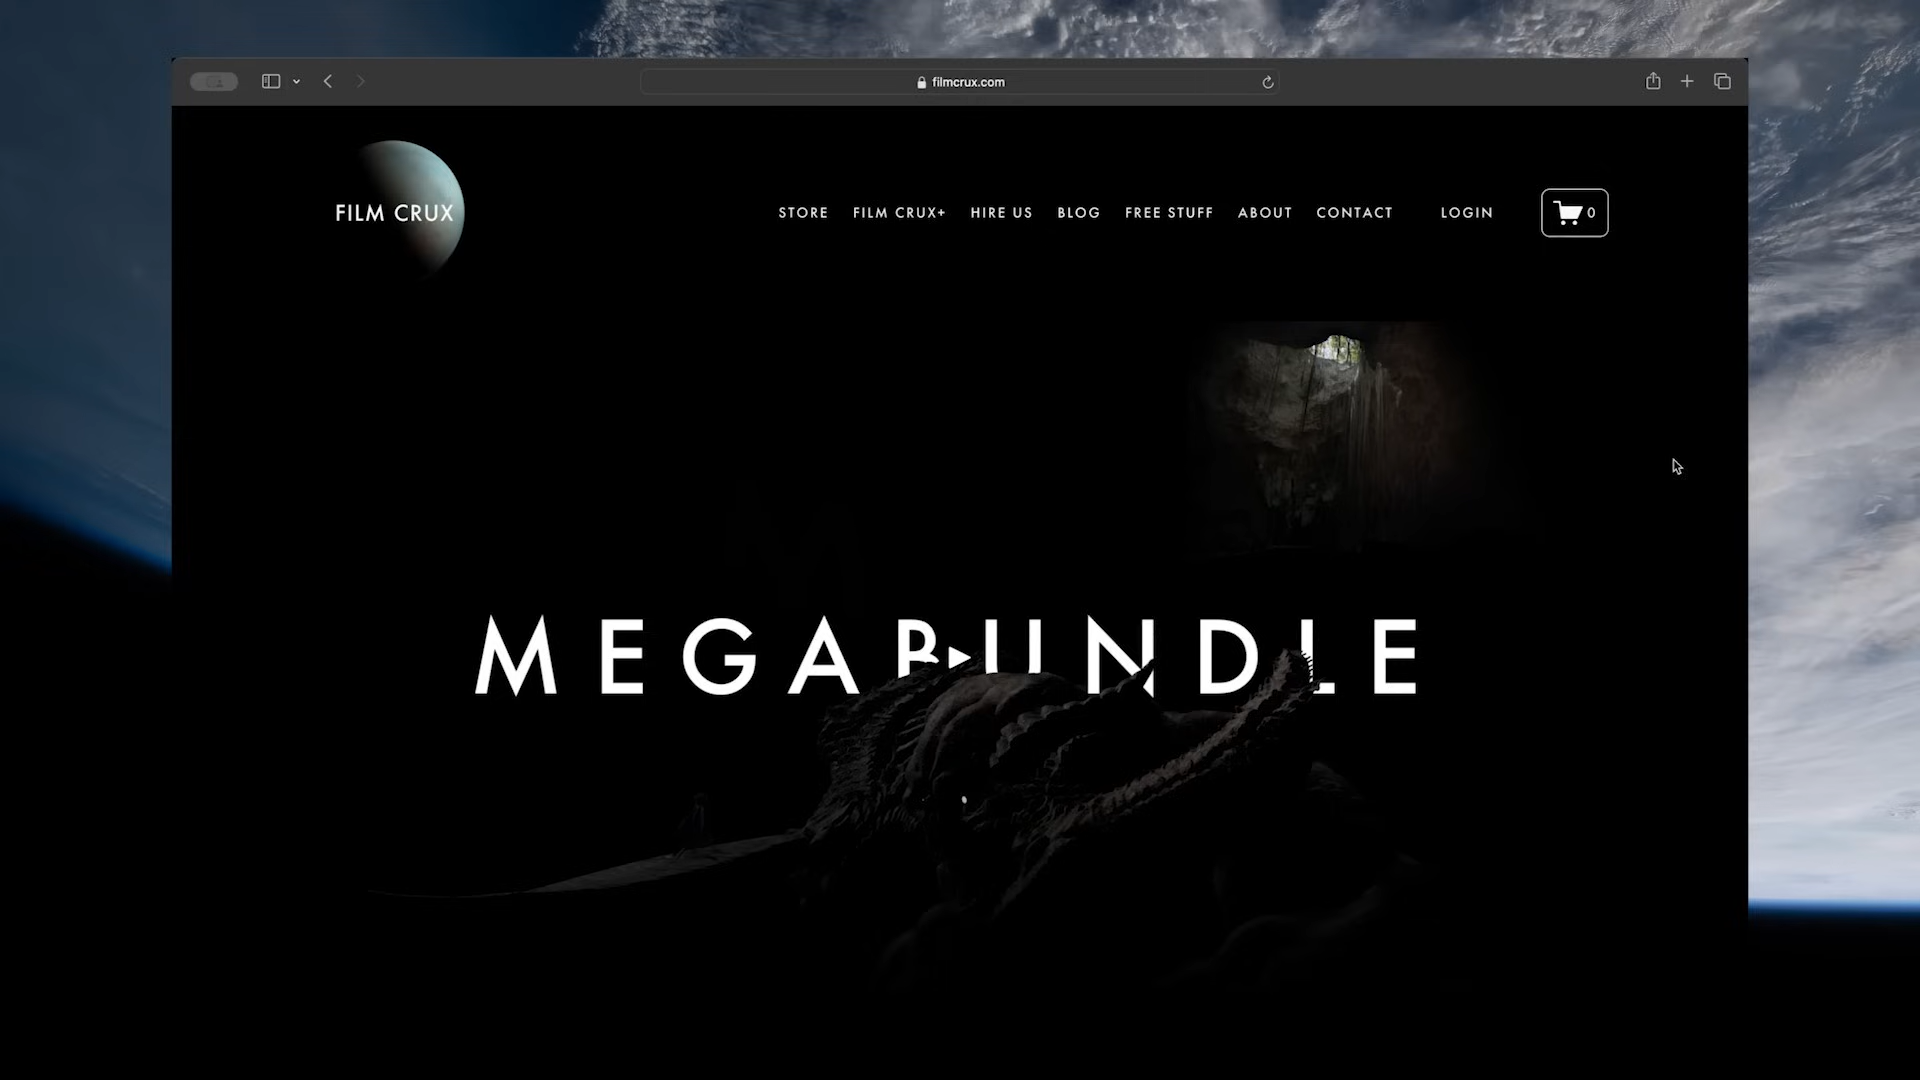 filmcrux.com
FILM CRUX
STORE FILM CRUX+ HIRE US BLOG FREE STUFF ABOUT CONTACT LOGIN 0
MEGABUNDLE